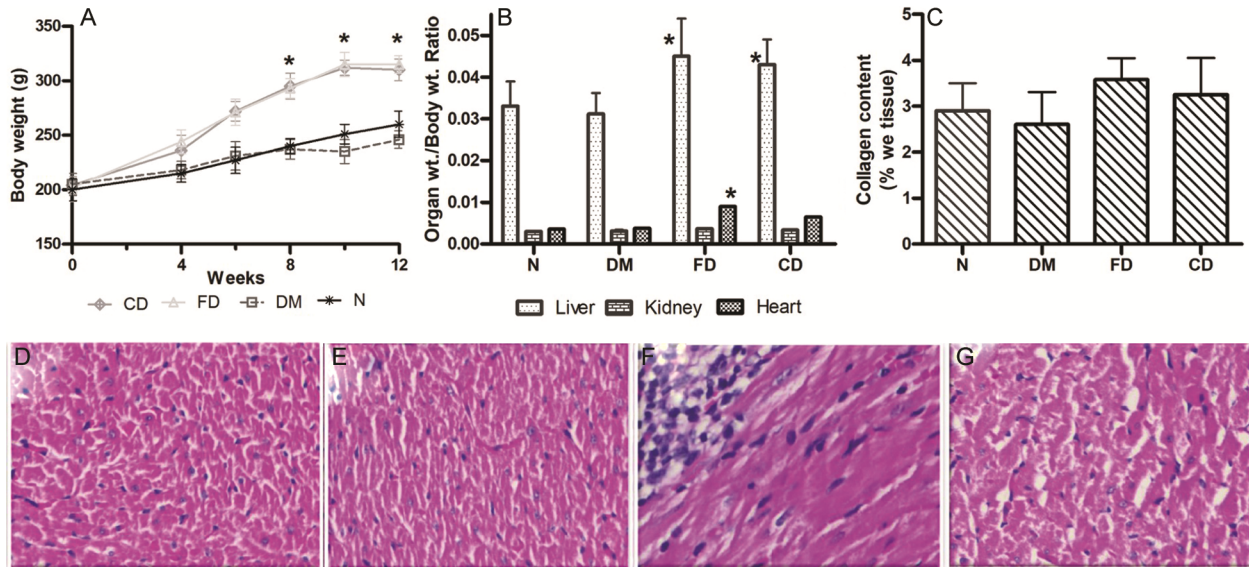 A
Body weight (g)
350
300
250
200
150
* * *
0 4 8 12
Weeks
CD FD DM N
B
Organ wt./Body wt. Ratio
0.05
0.04
0.03
0.02
0.01
0.00
* * *
N DM FD CD
Liver Kidney Heart
C
Collagen content
(% we tissue)
5
4
3
2
1
0
N DM FD CD
D E F G